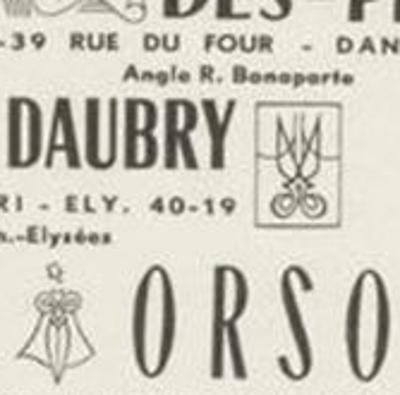 DES-P
-39 RUE DU FOUR - DAN
Angle R. Bonaparte
DAUBRY
RI - ELY. 40-19
h.-Elysées
ORSO